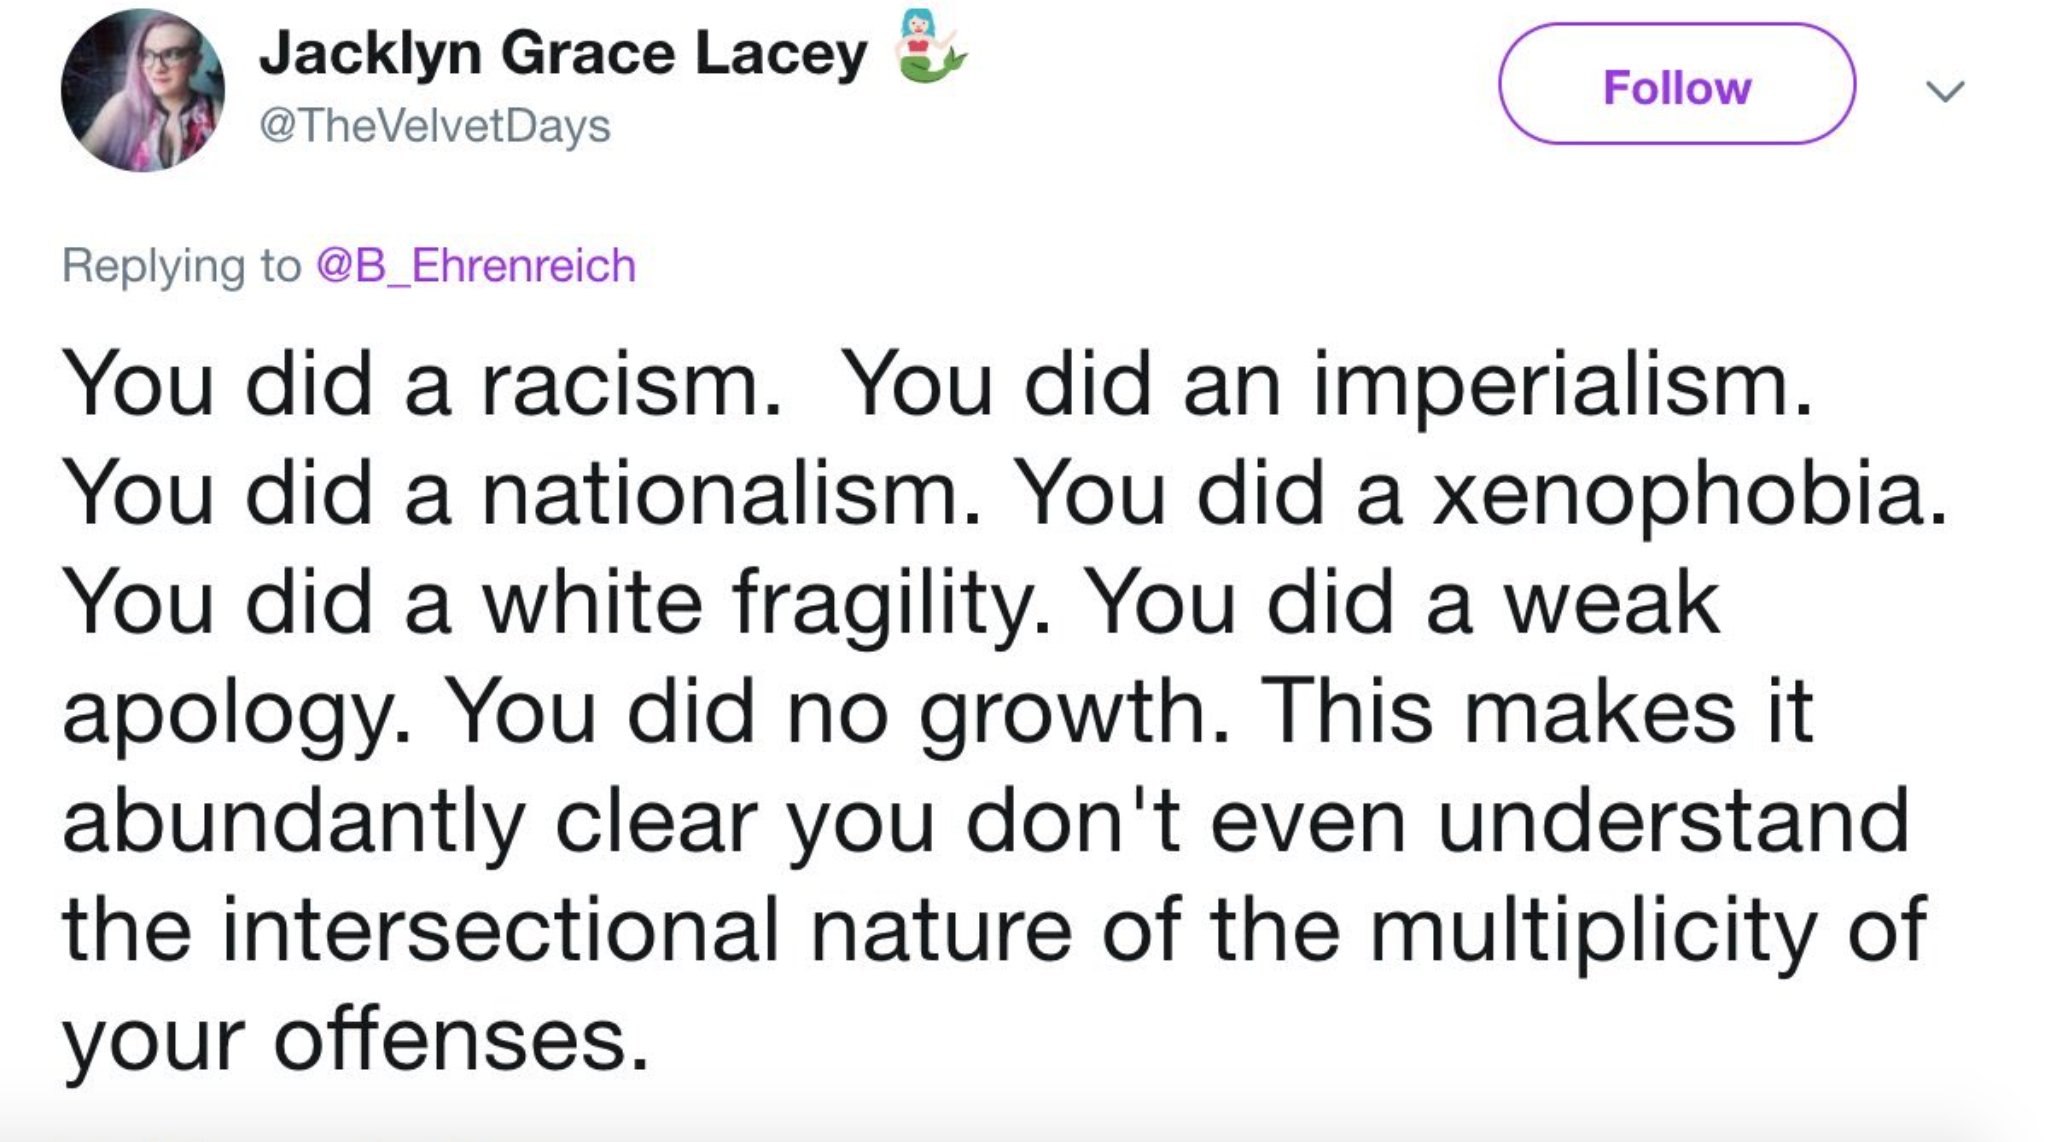 Jacklyn Grace Lacey 🧜‍♀️
@TheVelvetDays
Follow
Replying to @B_Ehrenreich
You did a racism.  You did an imperialism.
You did a nationalism. You did a xenophobia.
You did a white fragility. You did a weak
apology. You did no growth. This makes it
abundantly clear you don't even understand
the intersectional nature of the multiplicity of
your offenses.